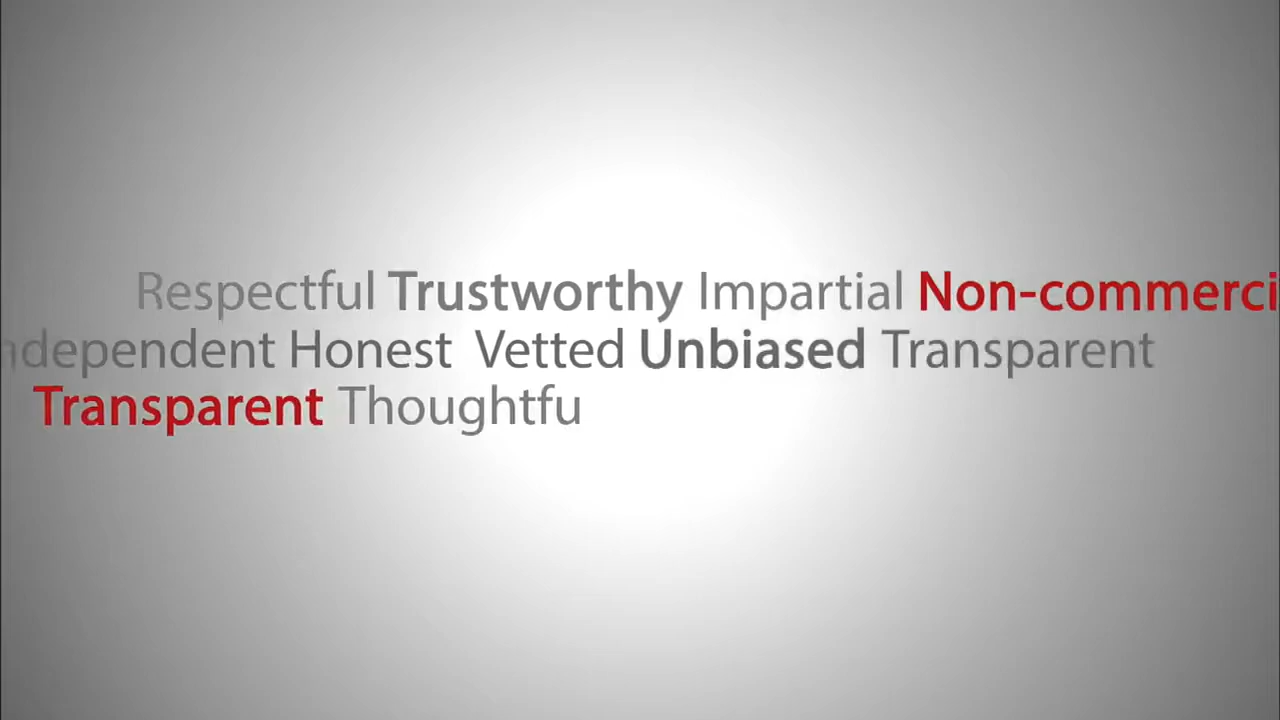 Respectful Trustworthy Impartial Non-commerci
ndependent Honest Vetted Unbiased Transparent
Transparent Thoughtfu